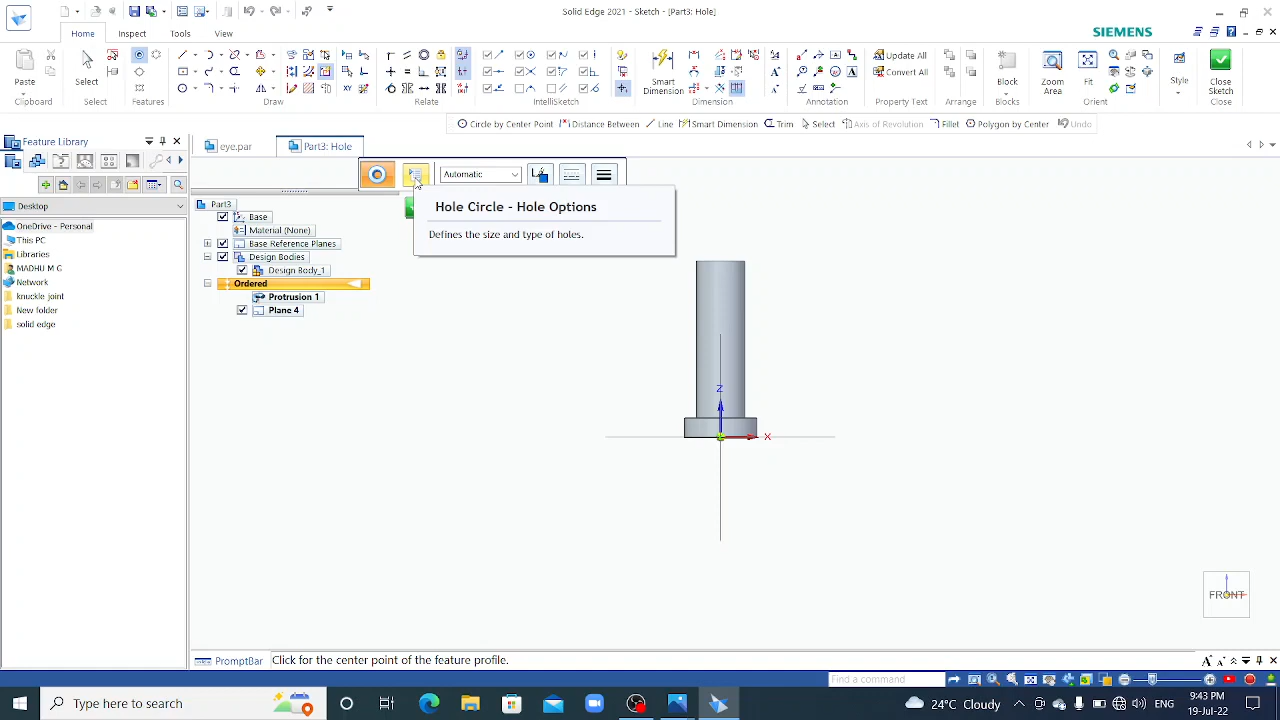 Solid Edge 2021 - Sketch - [Part3: Hole]
Home
Inspect
Tools
View
SIEMENS
Paste
Select
Smart
Dimension
Update All
Convert All
Block
Zoom
Area
Fit
Style
Close
Sketch
Clipboard
Select
Features
Draw
Relate
IntelliSketch
Dimension
Annotation
Property Text
Arrange
Blocks
Orient
Style
Close
Circle by Center Point
Distance Between
Line
Smart Dimension
Trim
Select
Axis of Revolution
Fillet
Polygon by Center
Undo
Feature Library
eye.par
Part3: Hole
Automatic
Hole Circle - Hole Options
Defines the size and type of holes.
Desktop
OneDrive - Personal
This PC
Libraries
MADHU M G
Network
knuckle joint
New folder
solid edge
Part3
Base
Material (None)
Base Reference Planes
Design Bodies
Design Body_1
Ordered
Protrusion 1
Plane 4
Z
X
FRONT
PromptBar
Click for the center point of the feature profile.
Find a command
Type here to search
24°C Cloudy
ENG
9:43 PM
19-Jul-22